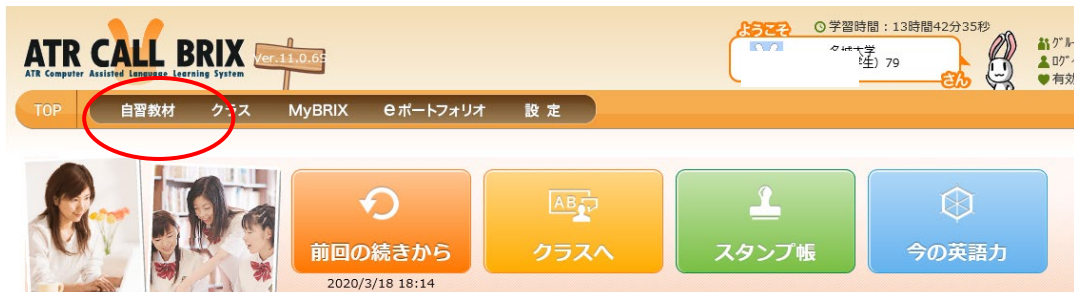 ATR CALL BRIX
ATR Computer Assisted Language Learning System
Ver.11.0.65
ようこそ
学習時間：13時間42分35秒
生）79
さん
TOP
自習教材
クラス
MyBRIX
eポートフォリオ
設定
前回の続きから
クラスへ
スタンプ帳
今の英語力
2020/3/18 18:14